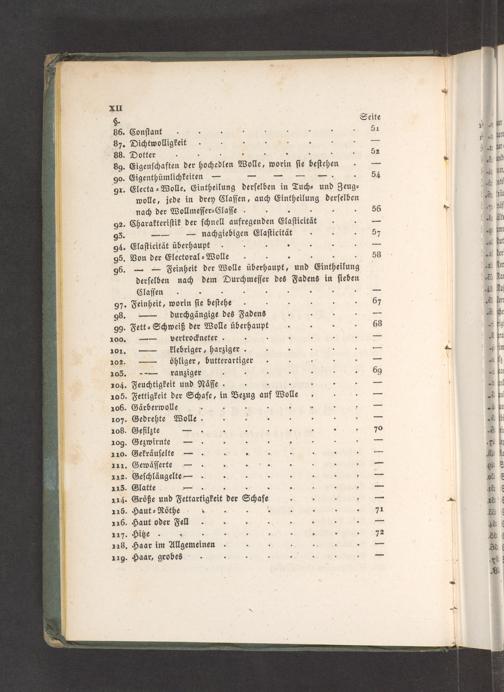 XII
§. Seite
86. Constant . . . . . . . . . 51
87. Dichtwolligkeit . . . . . . . . —
88. Dotter . . . . . . . . . 52
89. Eigenschaften der hochedlen Wolle, worin sie bestehen . —
90. Eigenthümlichkeiten — — — — — . . 54
91. Electa-Wolle, Eintheilung derselben in Tuch- und Zeug-
wolle, jede in drey Classen, auch Eintheilung derselben
nach der Wollmesser-Classe . . . . . . 56
92. Charakteristik der schnell aufregenden Elasticität . . —
93. —— — nachgiebigen Elasticität . . . 57
94. Elasticität überhaupt . . . . . . . —
95. Von der Electoral-Wolle . . . . . . 58
96. — — Feinheit der Wolle überhaupt, und Eintheilung
derselben nach dem Durchmesser des Fadens in sieben
Classen . . . . . . . . . —
97. Feinheit, worin sie bestehe . . . . . . 67
98. —— durchgängige des Fadens . . . . —
99. Fett-Schweiß der Wolle überhaupt . . . . 68
100. —— vertrockneter . . . . . . . —
101. —— klebriger, harziger . . . . . . —
102. —— öhliger, butterartiger . . . . . —
103. —— ranziger . . . . . . . 69
104. Feuchtigkeit und Nässe . . . . . . . —
105. Fettigkeit der Schafe, in Bezug auf Wolle . . . —
106. Gärberwolle . . . . . . . . —
107. Gedrehte Wolle . . . . . . . . —
108. Gefilzte — . . . . . . . . 70
109. Gezwirnte — . . . . . . . . —
110. Gekräuselte — . . . . . . . . —
111. Gewässerte — . . . . . . . . —
112. Geschlängelte — . . . . . . . . —
113. Glatte — . . . . . . . . —
114. Größe und Fettartigkeit der Schafe . . . . —
115. Haut-Röthe . . . . . . . . 71
116. Haut oder Fell . . . . . . . . —
117. Hitze . . . . . . . . . . 72
118. Haar im Allgemeinen . . . . . . . —
119. Haar, grobes . . . . . . . . —